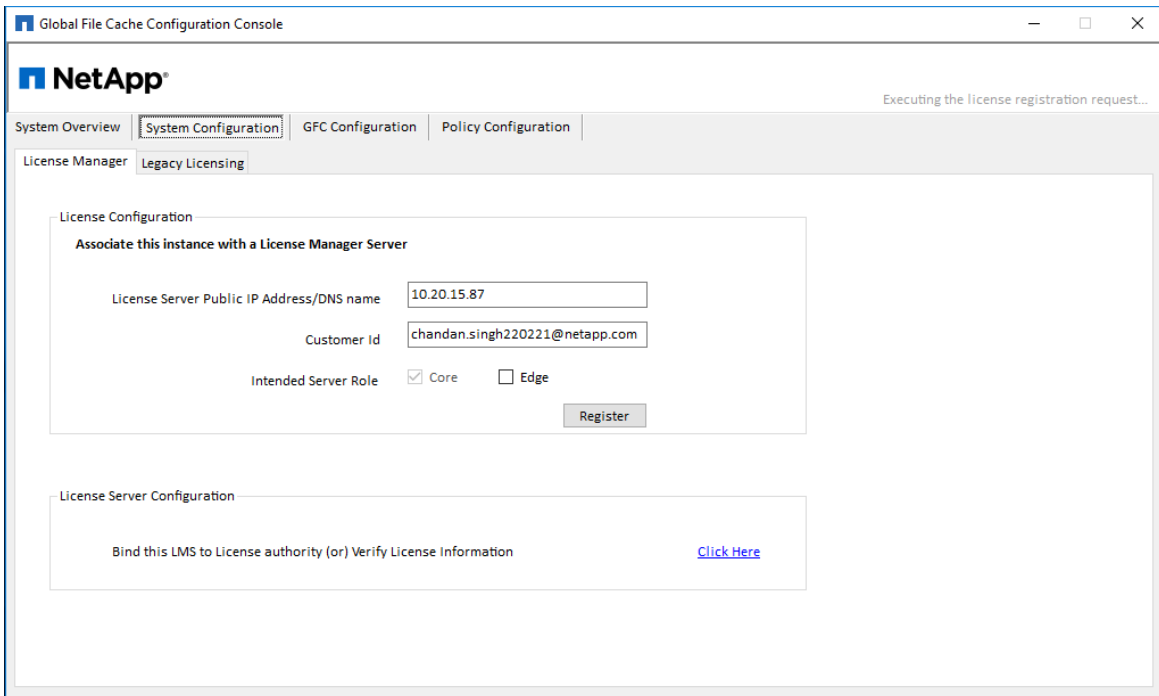 Global File Cache Configuration Console
NetApp®
Executing the license registration request...
System Overview System Configuration GFC Configuration Policy Configuration
License Manager Legacy Licensing
License Configuration
Associate this instance with a License Manager Server
License Server Public IP Address/DNS name 10.20.15.87
Customer Id chandan.singh220221@netapp.com
Intended Server Role Core Edge
Register
License Server Configuration
Bind this LMS to License authority (or) Verify License Information Click Here